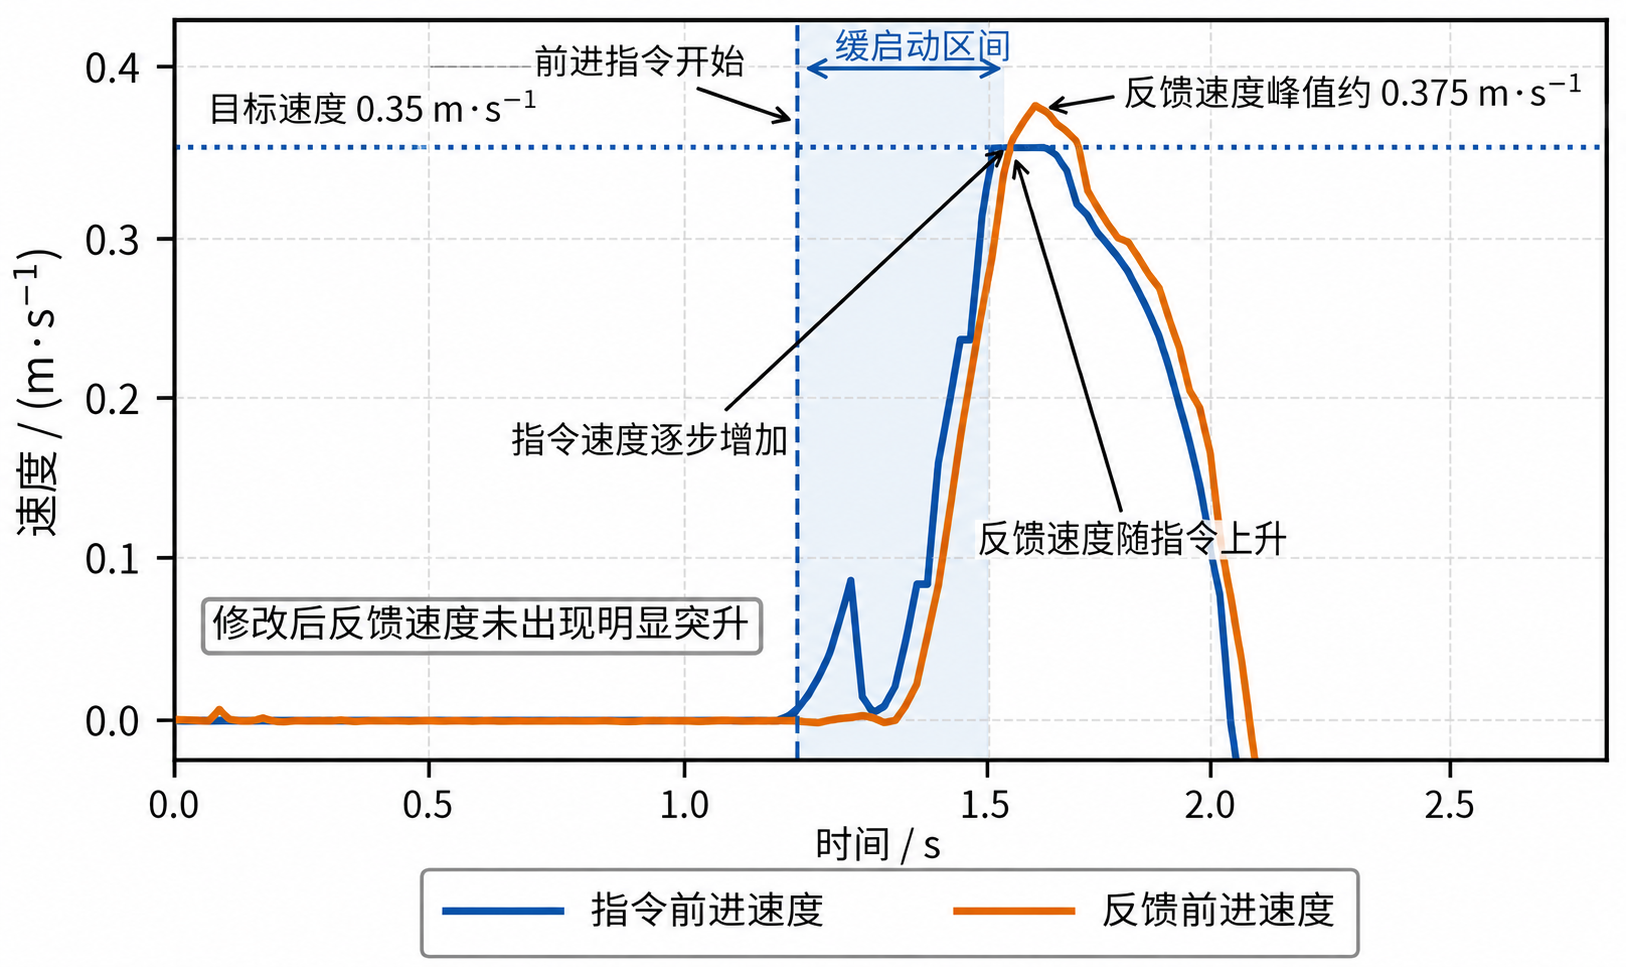 0.4
0.3
0.2
0.1
0.0
速度 / (m·s⁻¹)
前进指令开始
缓启动区间
目标速度 0.35 m·s⁻¹
反馈速度峰值约 0.375 m·s⁻¹
指令速度逐步增加
反馈速度随指令上升
修改后反馈速度未出现明显突升
0.0 0.5 1.0 1.5 2.0 2.5
时间 / s
指令前进速度 反馈前进速度